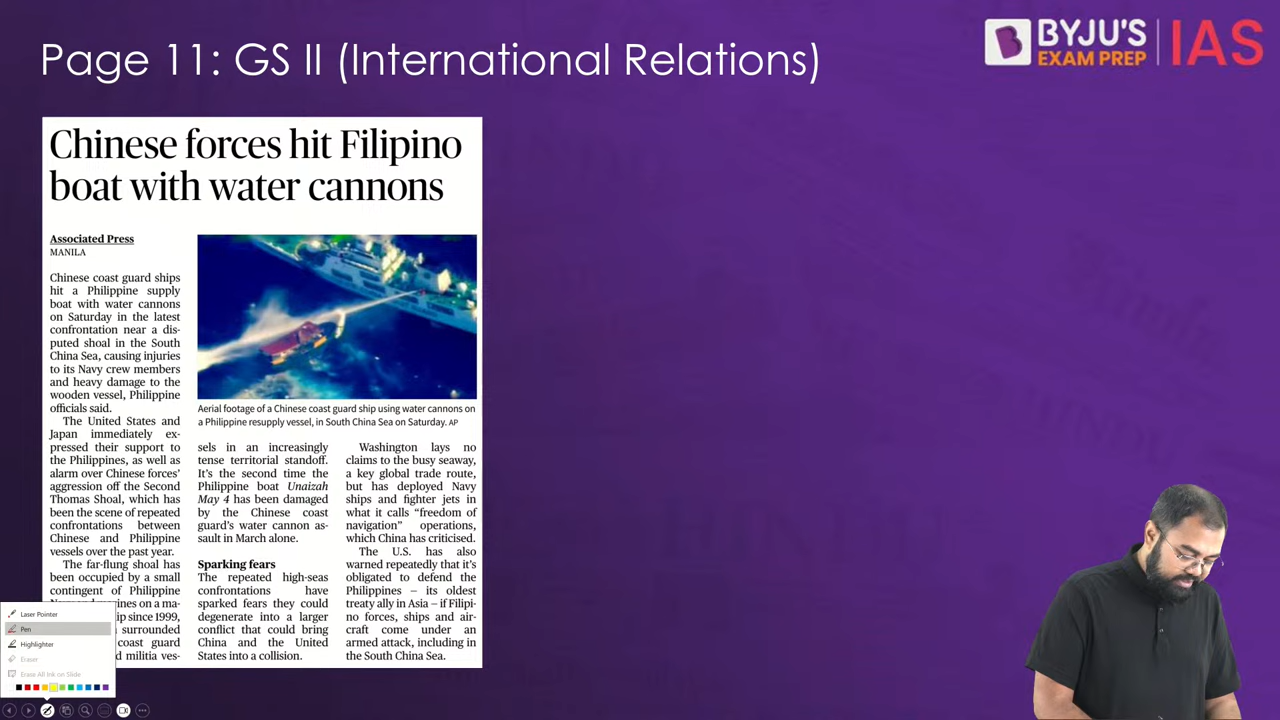 Page 11: GS II (International Relations)
BYJU'S
EXAM PREP
IAS
Chinese forces hit Filipino
boat with water cannons
Associated Press
MANILA
Chinese coast guard ships
hit a Philippine supply
boat with water cannons
on Saturday in the latest
confrontation near a dis-
puted shoal in the South
China Sea, causing injuries
to its Navy crew members
and heavy damage to the
wooden vessel, Philippine
officials said.
The United States and
Japan immediately ex-
pressed their support to
the Philippines, as well as
alarm over Chinese forces'
aggression off the Second
Thomas Shoal, which has
been the scene of repeated
confrontations between
Chinese and Philippine
vessels over the past year.
The far-flung shoal has
been occupied by a small
contingent of Philippine
ip since 1999,
surrounded
coast guard
d militia ves-
Aerial footage of a Chinese coast guard ship using water cannons on
a Philippine resupply vessel, in South China Sea on Saturday. AP
sels in an increasingly
tense territorial standoff.
It's the second time the
Philippine boat Unaizah
May 4 has been damaged
by the Chinese coast
guard's water cannon as-
sault in March alone.
Sparking fears
The repeated high-seas
confrontations have
sparked fears they could
degenerate into a larger
conflict that could bring
China and the United
States into a collision.
Washington lays no
claims to the busy seaway,
a key global trade route,
but has deployed Navy
ships and fighter jets in
what it calls "freedom of
navigation" operations,
which China has criticised.
The U.S. has also
warned repeatedly that it's
obligated to defend the
Philippines — its oldest
treaty ally in Asia — if Filipi-
no forces, ships and air-
craft come under an
armed attack, including in
the South China Sea.
Laser Pointer
Pen
Highlighter
Eraser
Erase All Ink on Slide